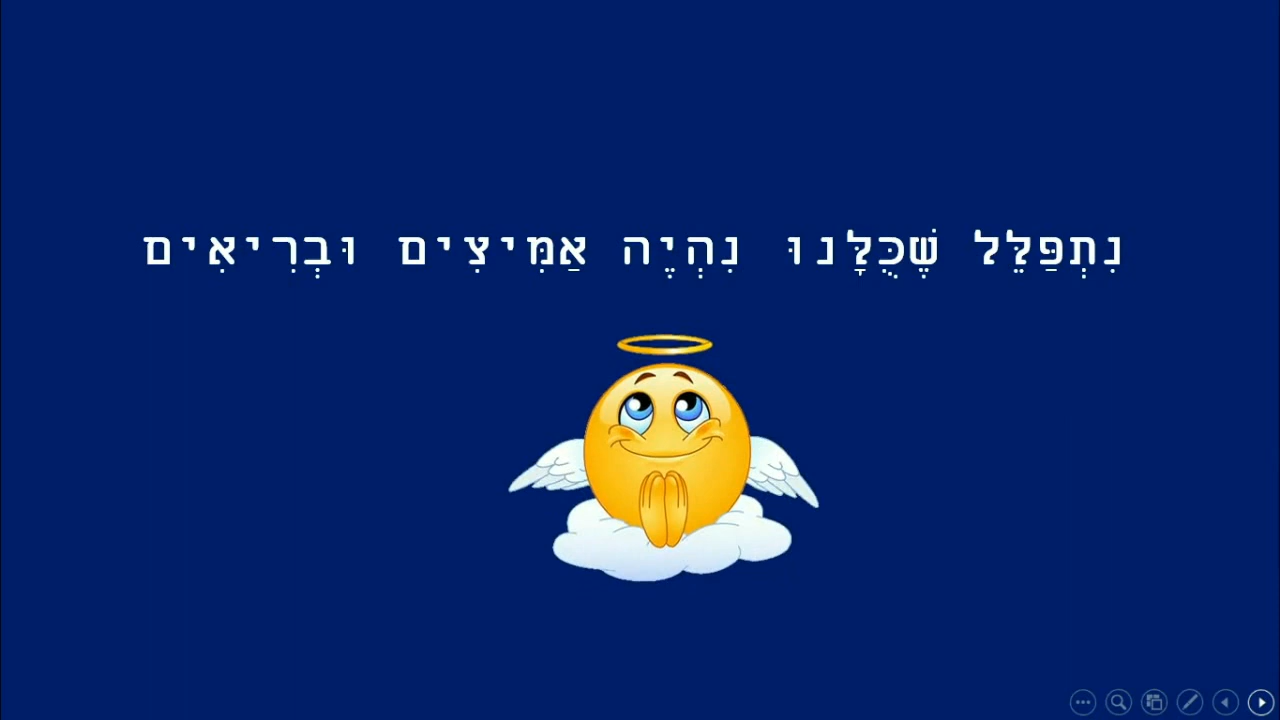 נִתְפַּלֵּל שֶׁכֻּלָּנוּ נִהְיֶה אַמִּיצִים וּבְרִיאִים